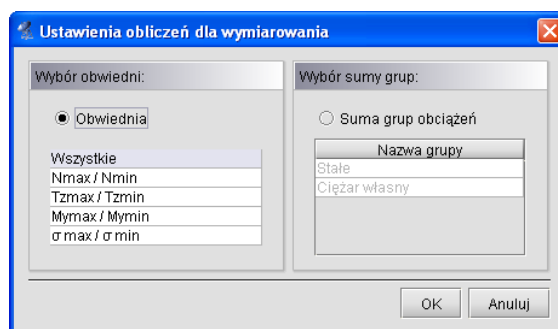 Ustawienia obliczeń dla wymiarowania
Wybór obwiedni:
Obwiednia
Wszystkie
Nmax / Nmin
Tzmax / Tzmin
Mymax / Mymin
σ max / σ min
Wybór sumy grup:
Suma grup obciążeń
Nazwa grupy
Stałe
Ciężar własny
OK
Anuluj